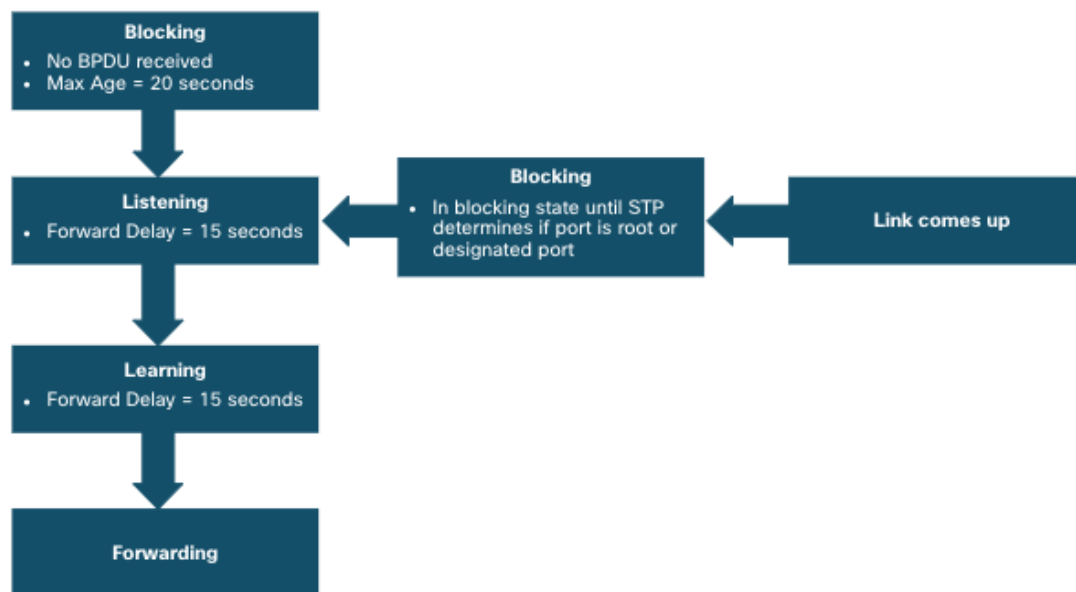 Blocking
• No BPDU received
• Max Age = 20 seconds
Listening
• Forward Delay = 15 seconds
Blocking
• In blocking state until STP
determines if port is root or
designated port
Link comes up
Learning
• Forward Delay = 15 seconds
Forwarding